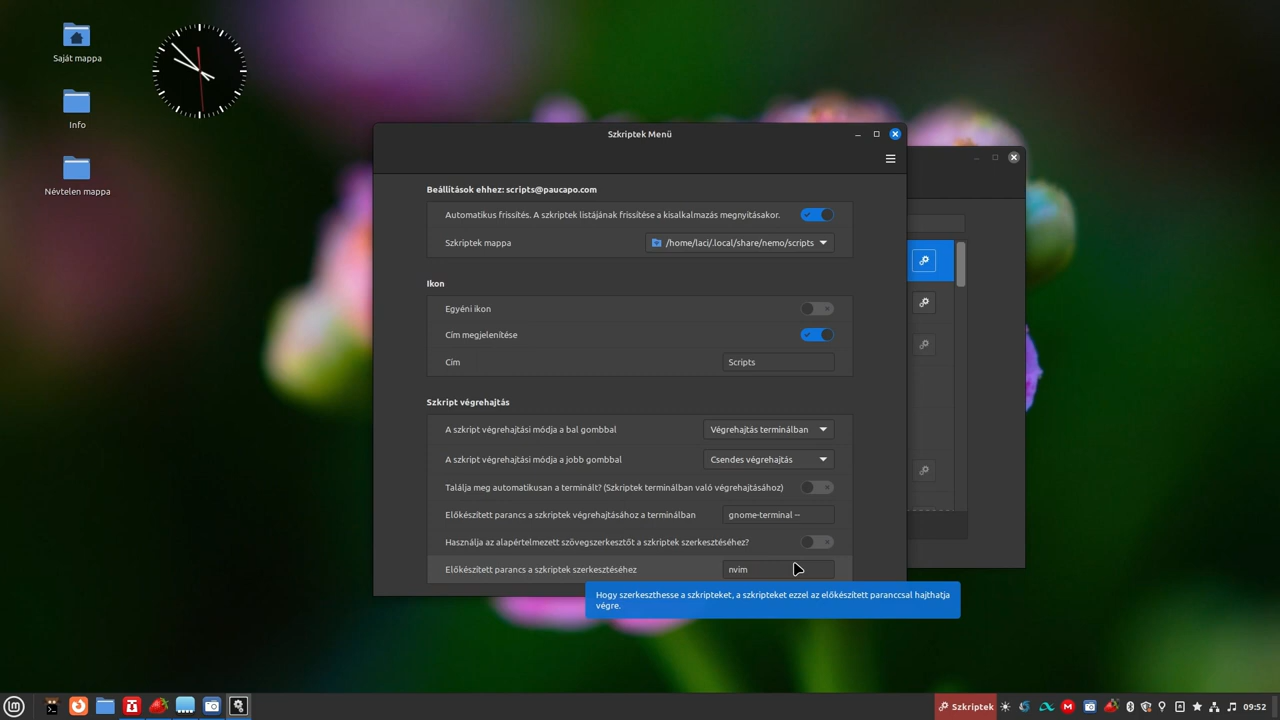 Saját mappa
Info
Névtelen mappa
Szkriptek Menü
Beállítások ehhez: scripts@paucapo.com
Automatikus frissítés. A szkriptek listájának frissítése a kisalkalmazás megnyitásakor.
Szkriptek mappa
/home/laci/.local/share/nemo/scripts
Ikon
Egyéni ikon
Cím megjelenítése
Cím
Scripts
Szkript végrehajtás
A szkript végrehajtási módja a bal gombbal
Végrehajtás terminálban
A szkript végrehajtási módja a jobb gombbal
Csendes végrehajtás
Találja meg automatikusan a terminált? (Szkriptek terminálban való végrehajtásához)
Előkészített parancs a szkriptek végrehajtásához a terminálban
gnome-terminal --
Használja az alapértelmezett szövegszerkesztőt a szkriptek szerkesztéséhez?
Előkészített parancs a szkriptek szerkesztéséhez
nvim
Hogy szerkeszthesse a szkripteket, a szkripteket ezzel az előkészített paranccsal hajthatja
végre.
Szkriptek
09:52